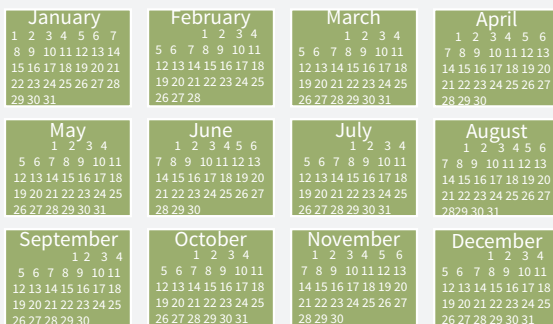 January
1 2 3 4 5 6 7
8 9 10 11 12 13 14
15 16 17 18 19 20 21
22 23 24 25 26 27 28
29 30 31
February
1 2 3 4
5 6 7 8 9 10 11
12 13 14 15 16 17 18
19 20 21 22 23 24 25
26 27 28
March
1 2 3 4
5 6 7 8 9 10 11
12 13 14 15 16 17 18
19 20 21 22 23 24 25
26 27 28 29 30 31
April
1 2 3 4 5 6
7 8 9 10 11 12 13
14 15 16 17 18 19 20
21 22 23 24 25 26 27
28 29 30
May
1 2 3 4
5 6 7 8 9 10 11
12 13 14 15 16 17 18
19 20 21 22 23 24 25
26 27 28 29 30 31
June
1 2 3 4 5 6
7 8 9 10 11 12 13
14 15 16 17 18 19 20
21 22 23 24 25 26 27
28 29 30
July
1 2 3 4
5 6 7 8 9 10 11
12 13 14 15 16 17 18
19 20 21 22 23 24 25
26 27 28 29 30 31
August
1 2 3 4 5 6
7 8 9 10 11 12 13
14 15 16 17 18 19 20
21 22 23 24 25 26 27
2829 30 31
September
1 2 3 4
5 6 7 8 9 10 11
12 13 14 15 16 17 18
19 20 21 22 23 24 25
26 27 28 29 30
October
1 2 3 4
5 6 7 8 9 10 11
12 13 14 15 16 17 18
19 20 21 22 23 24 25
26 27 28 29 30 31
November
1 2 3 4 5 6
7 8 9 10 11 12 13
14 15 16 17 18 19 20
21 22 23 24 25 26 27
28 29 30
December
1 2 3 4
5 6 7 8 9 10 11
12 13 14 15 16 17 18
19 20 21 22 23 24 25
26 27 28 29 30 31